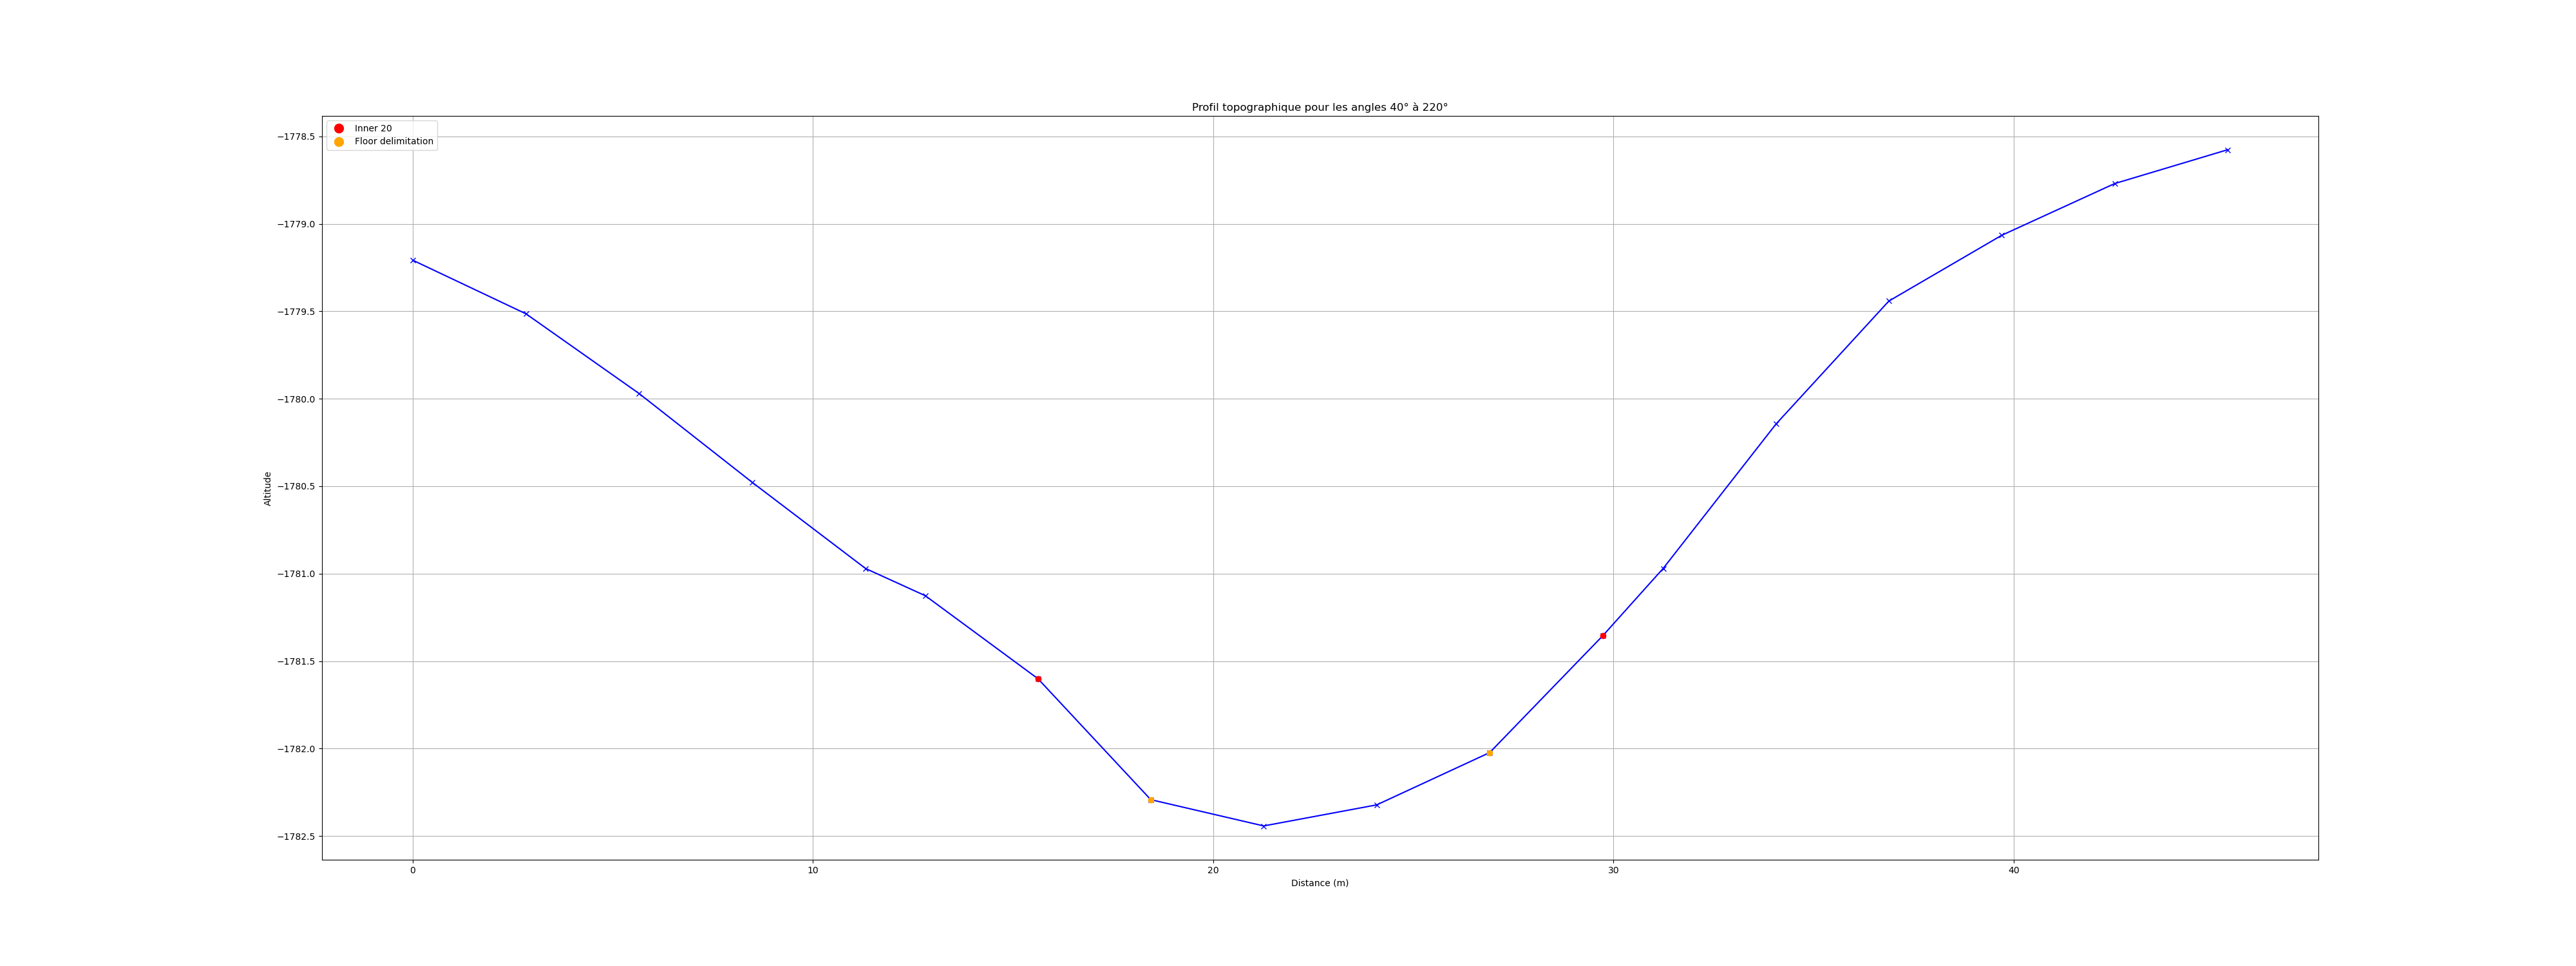 Profil topographique pour les angles 40° à 220°
Inner 20
Floor delimitation
−1778.5
−1779.0
−1779.5
−1780.0
−1780.5
−1781.0
−1781.5
−1782.0
−1782.5
Altitude
0 10 20 30 40
Distance (m)